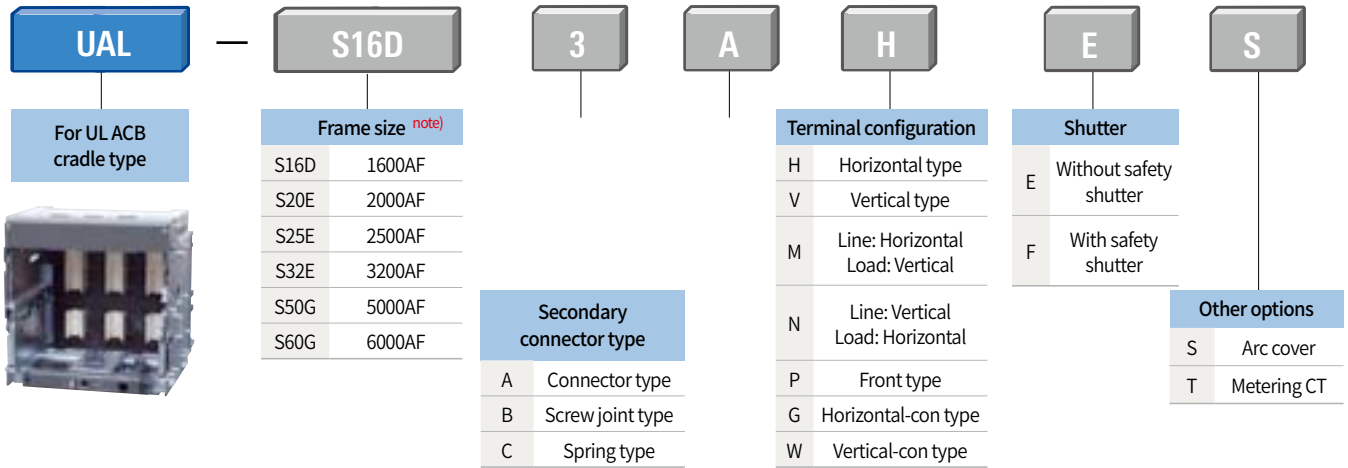 UAL — S16D 3 A H E S
For UL ACB
cradle type
Frame size note)
S16D 1600AF
S20E 2000AF
S25E 2500AF
S32E 3200AF
S50G 5000AF
S60G 6000AF
Secondary
connector type
A Connector type
B Screw joint type
C Spring type
Terminal configuration
H Horizontal type
V Vertical type
M Line: Horizontal
Load: Vertical
N Line: Vertical
Load: Horizontal
P Front type
G Horizontal-con type
W Vertical-con type
Shutter
E Without safety
shutter
F With safety
shutter
Other options
S Arc cover
T Metering CT